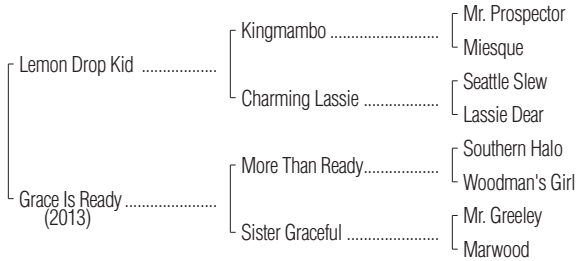 Mr. Prospector
Kingmambo ..................
Miesque
Lemon Drop Kid ..................
Seattle Slew
Charming Lassie ..................
Lassie Dear
Southern Halo
More Than Ready..................
Woodman's Girl
Grace Is Ready ......................
(2013)
Mr. Greeley
Sister Graceful ......................
Marwood